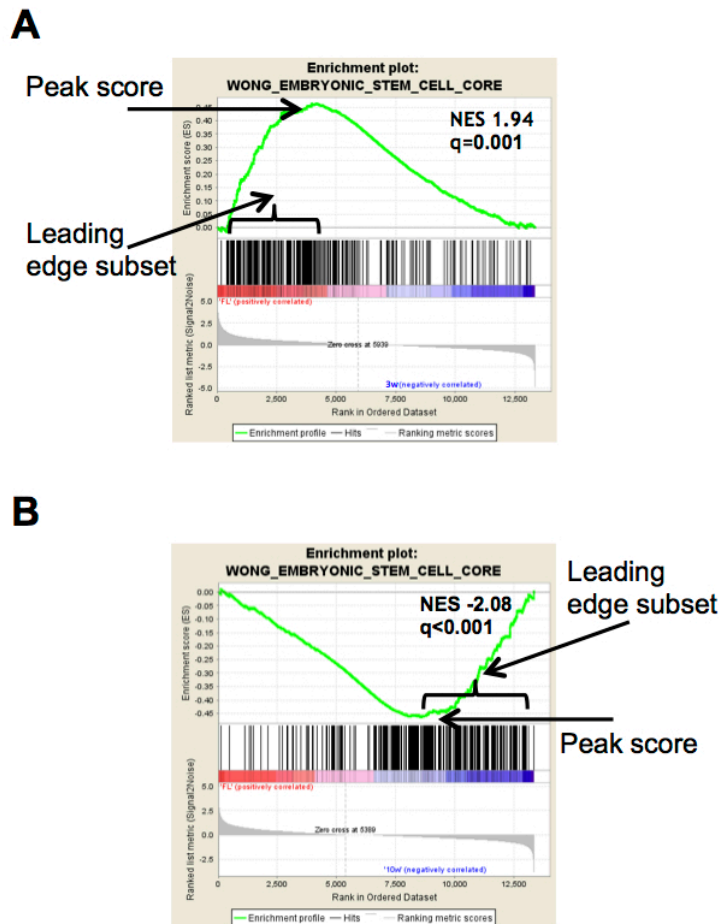 A
Enrichment plot:
WONG_EMBRYONIC_STEM_CELL_CORE
Peak score
NES 1.94
q=0.001
Enrichment score (ES)
0.45
0.40
0.35
0.30
0.25
0.20
0.15
0.10
0.05
0.00
Leading
edge subset
'FL' (positively correlated)
Ranked list metric (Signal2Noise)
5.0
2.5
0.0
-2.5
-5.0
Zero cross at 5939
3w(negatively correlated)
0 2,500 5,000 7,500 10,000 12,500
Rank in Ordered Dataset
Enrichment profile Hits Ranking metric scores
B
Enrichment plot:
WONG_EMBRYONIC_STEM_CELL_CORE
Leading
edge subset
NES -2.08
q<0.001
Enrichment score (ES)
0.00
-0.05
-0.10
-0.15
-0.20
-0.25
-0.30
-0.35
-0.40
-0.45
Peak score
'FL' (positively correlated)
Ranked list metric (Signal2Noise)
5.0
2.5
0.0
-2.5
Zero cross at 5389
'10w' (negatively correlated)
0 2,500 5,000 7,500 10,000 12,500
Rank in Ordered Dataset
Enrichment profile Hits Ranking metric scores